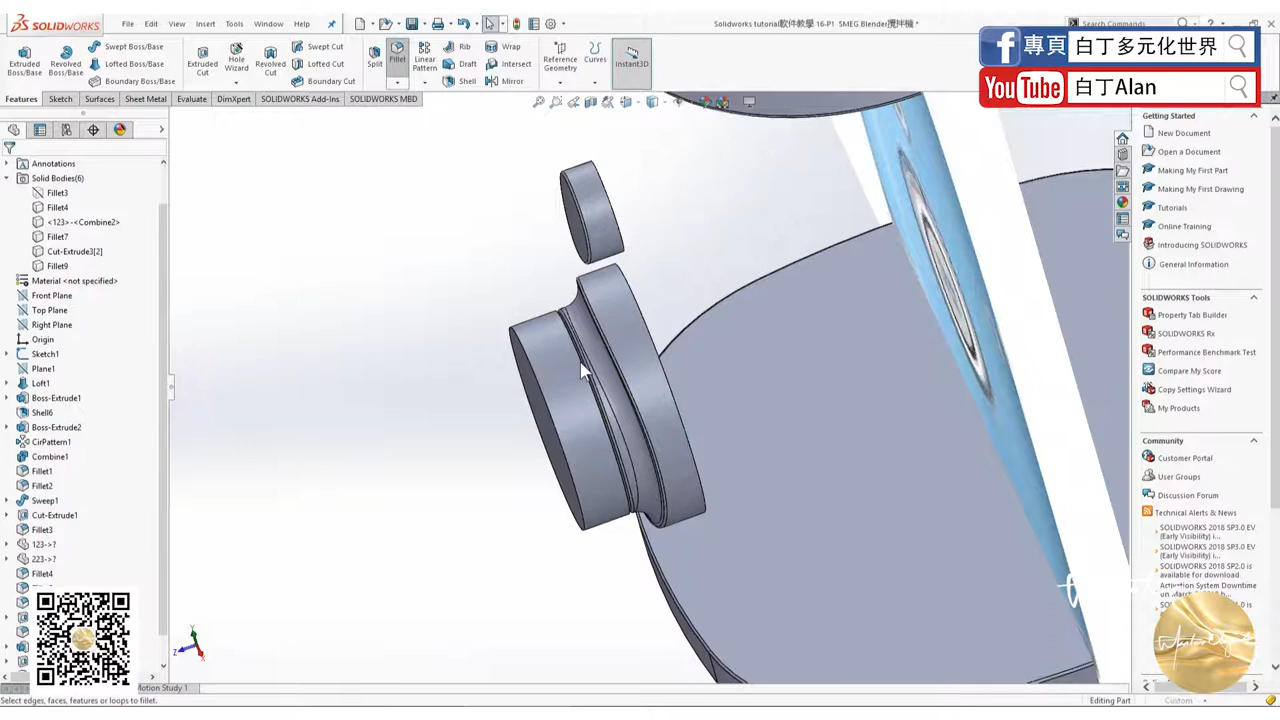 SOLIDWORKS
File Edit View Insert Tools Window Help
Solidworks tutorial軟件教學 16-P1 SMEG Blender攪拌機 *
Search Commands
Extruded Boss/Base
Revolved Boss/Base
Swept Boss/Base
Lofted Boss/Base
Boundary Boss/Base
Extruded Cut
Hole Wizard
Revolved Cut
Swept Cut
Lofted Cut
Boundary Cut
Split
Fillet
Linear Pattern
Rib
Draft
Shell
Wrap
Intersect
Mirror
Reference Geometry
Curves
Instant3D
專頁 白丁多元化世界
YouTube 白丁Alan
Features Sketch Surfaces Sheet Metal Evaluate DimXpert SOLIDWORKS Add-Ins SOLIDWORKS MBD
Annotations
Solid Bodies(6)
Fillet3
Fillet4
<123>-<Combine2>
Fillet7
Cut-Extrude3[2]
Fillet9
Material <not specified>
Front Plane
Top Plane
Right Plane
Origin
Sketch1
Plane1
Loft1
Boss-Extrude1
Shell6
Boss-Extrude2
CirPattern1
Combine1
Fillet1
Fillet2
Sweep1
Cut-Extrude1
Fillet3
123->?
223->?
Fillet4
Motion Study 1
Y
Z
X
Getting Started
New Document
Open a Document
Making My First Part
Making My First Drawing
Tutorials
Online Training
Introducing SOLIDWORKS
General Information
SOLIDWORKS Tools
Property Tab Builder
SOLIDWORKS Rx
Performance Benchmark Test
Compare My Score
Copy Settings Wizard
My Products
Community
Customer Portal
User Groups
Discussion Forum
Technical Alerts & News
SOLIDWORKS 2018 SP3.0 EV
(Early Visibility) i...
SOLIDWORKS 2018 SP3.0 EV
(Early Visibility) i...
SOLIDWORKS 2018 SP2.0 is
available for download
Activation System Downtime
Select edges, faces, features or loops to fillet.
Editing Part
Custom